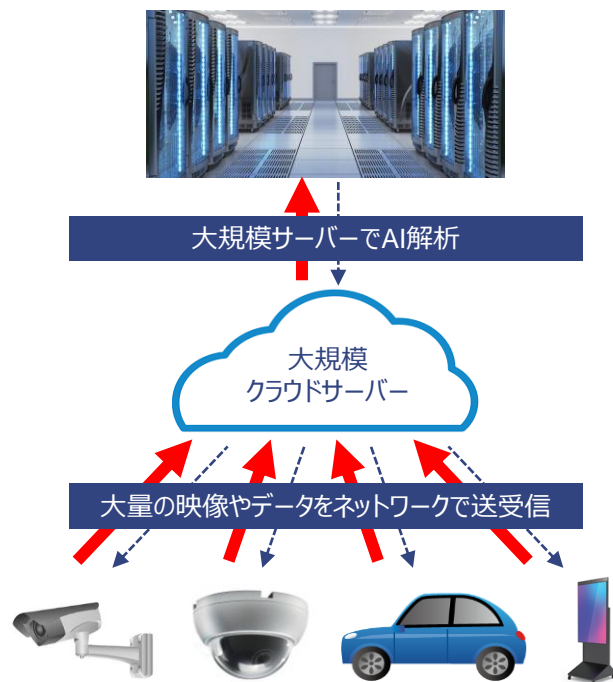 大規模サーバーでAI解析
大規模
クラウドサーバー
大量の映像やデータをネットワークで送受信